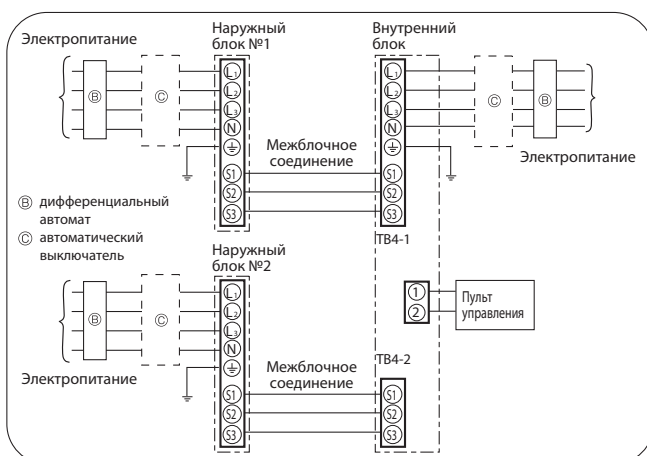 Электропитание
Наружный
блок №1
Внутренний
блок
L1
L2
L3
N
S1
S2
S3
B
C
Межблочное
соединение
L1
L2
L3
N
S1
S2
S3
C
B
Электропитание
Ⓑ дифференциальный
автомат
Ⓒ автоматический
выключатель
TB4-1
Наружный
блок №2
L1
L2
L3
N
S1
S2
S3
B
C
Электропитание
1
2
Пульт
управления
Межблочное
соединение
TB4-2
S1
S2
S3